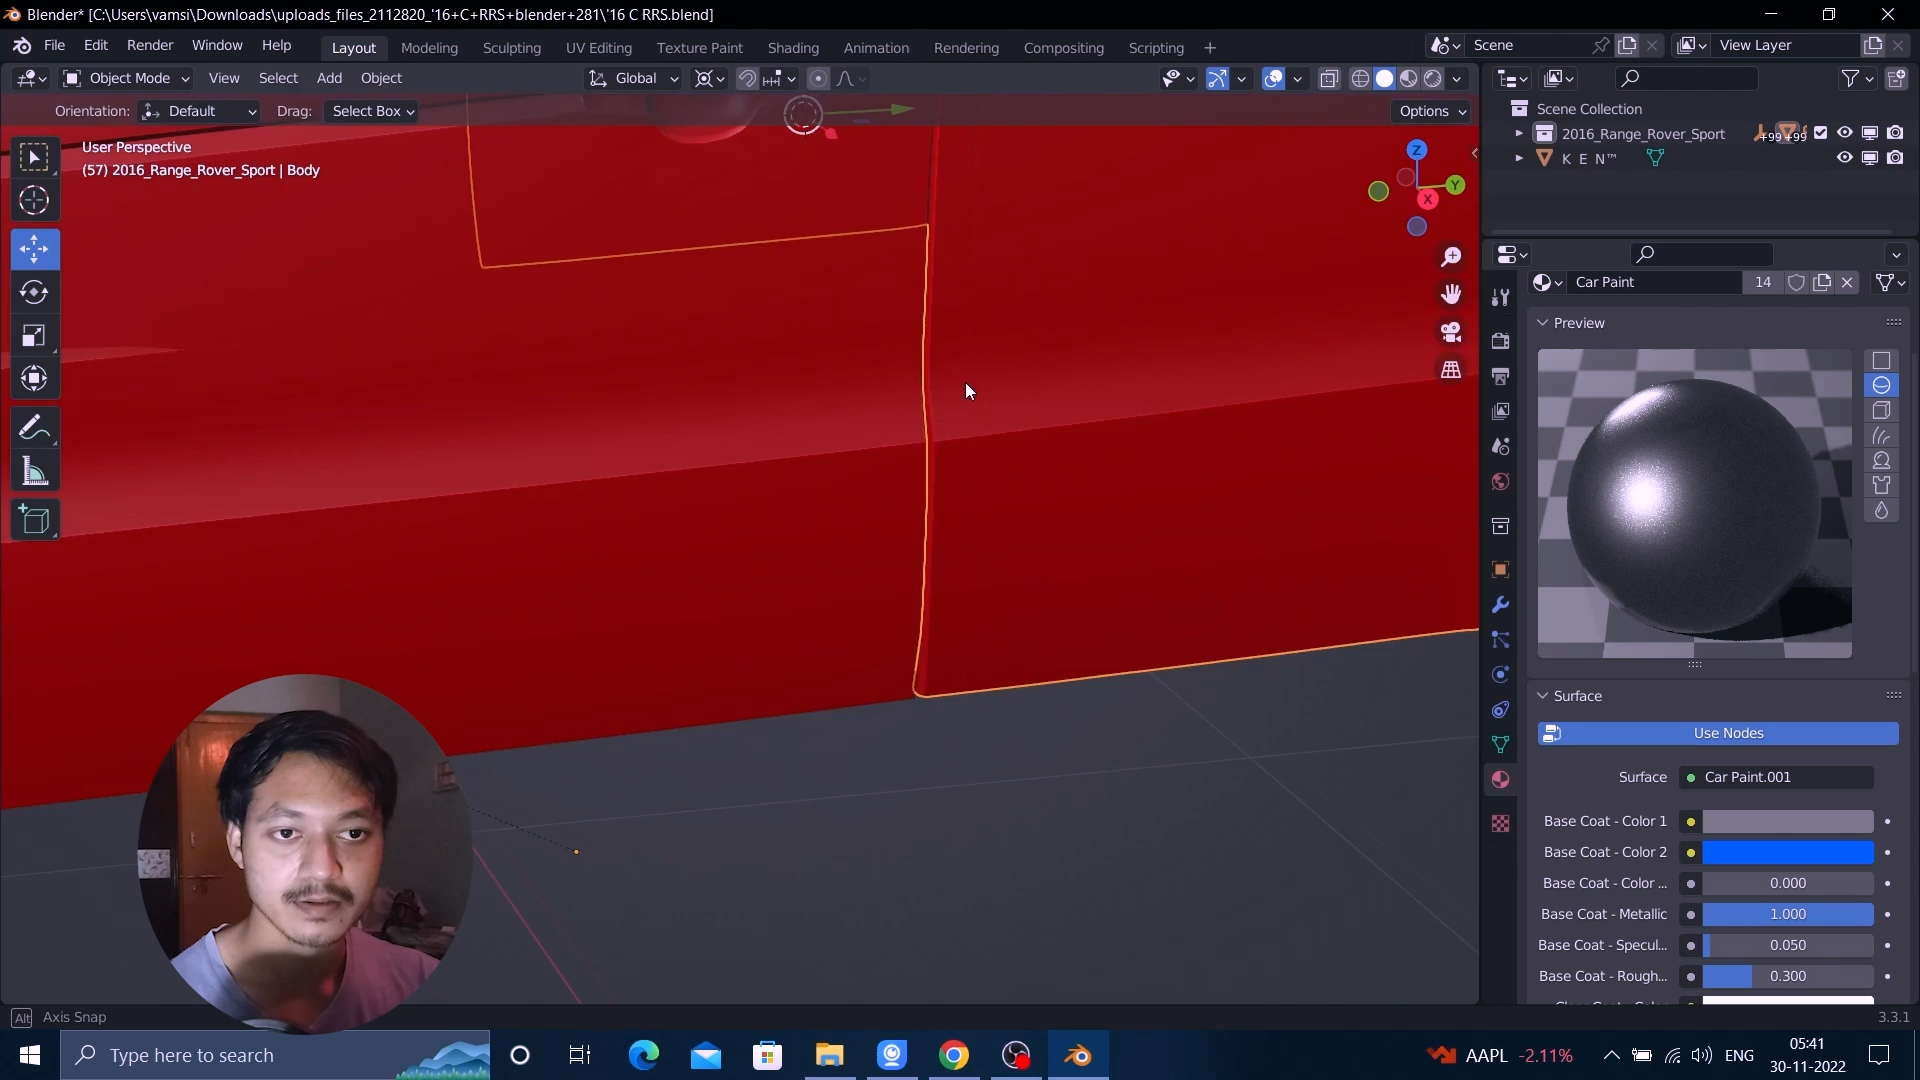 Blender* [C:\Users\vamsi\Downloads\uploads_files_2112820_'16+C+RRS+blender+281\'16 C RRS.blend]
File Edit Render Window Help
Layout Modeling Sculpting UV Editing Texture Paint Shading Animation Rendering Compositing Scripting +
Scene
View Layer
Object Mode View Select Add Object
Global
Orientation: Default Drag: Select Box
Options
User Perspective
(57) 2016_Range_Rover_Sport | Body
Z
Y
X
Scene Collection
2016_Range_Rover_Sport +99 +99
K E N™
Car Paint 14
Preview
Surface
Use Nodes
Surface Car Paint.001
Base Coat - Color 1
Base Coat - Color 2
Base Coat - Color ... 0.000
Base Coat - Metallic 1.000
Base Coat - Specul... 0.050
Base Coat - Rough... 0.300
Alt Axis Snap
3.3.1
Type here to search
AAPL -2.11%
ENG
05:41
30-11-2022